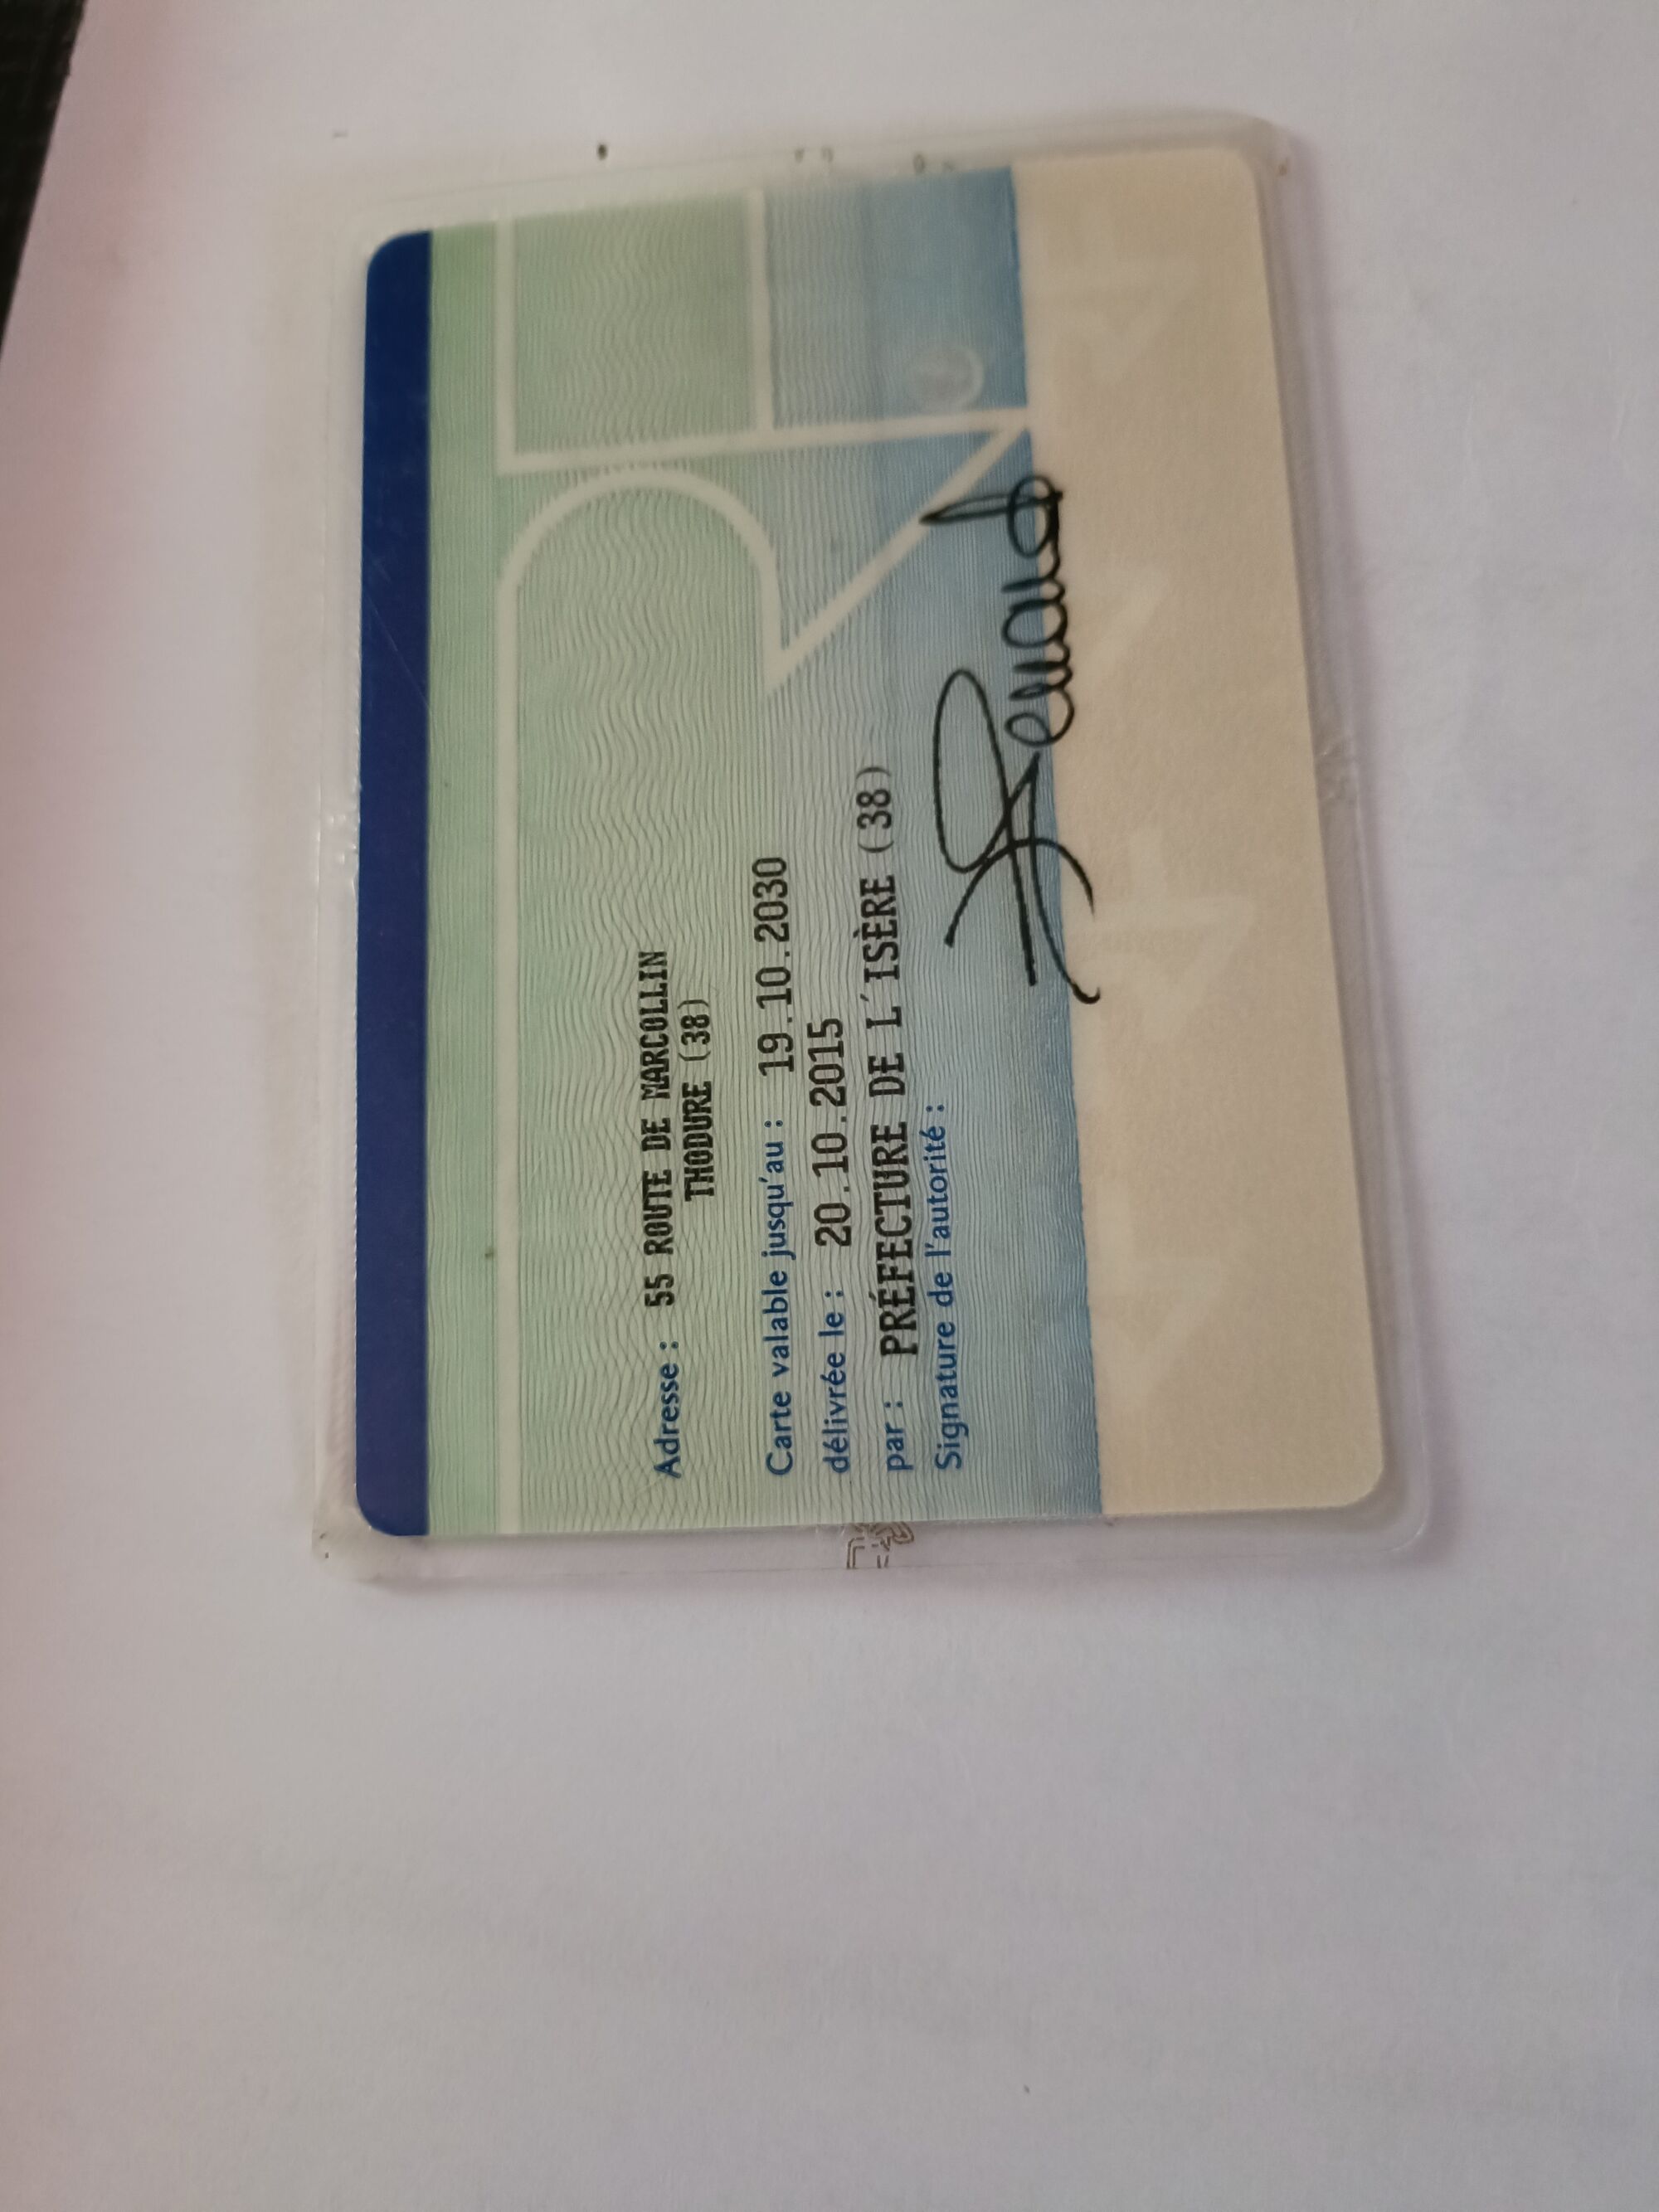 Adresse : 55 ROUTE DE MARCOLLIN
THODURE (38)
Carte valable jusqu'au : 19.10.2030
délivrée le : 20.10.2015
par : PRÉFECTURE DE L'ISÈRE (38)
Signature de l'autorité :